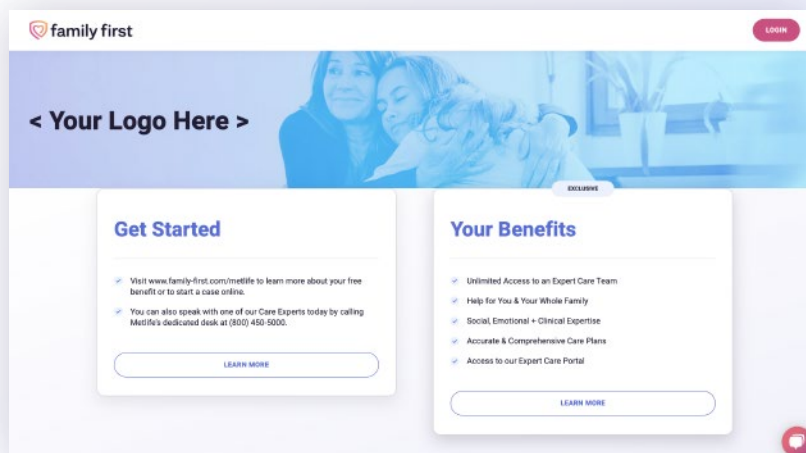 family first
LOGIN
< Your Logo Here >
Get Started
Visit www.family-first.com/metlife to learn more about your free
benefit or to start a case online.
You can also speak with one of our Care Experts today by calling
Metlife's dedicated desk at (800) 450-5000.
LEARN MORE
EXCLUSIVE
Your Benefits
Unlimited Access to an Expert Care Team
Help for You & Your Whole Family
Social, Emotional + Clinical Expertise
Accurate & Comprehensive Care Plans
Access to our Expert Care Portal
LEARN MORE